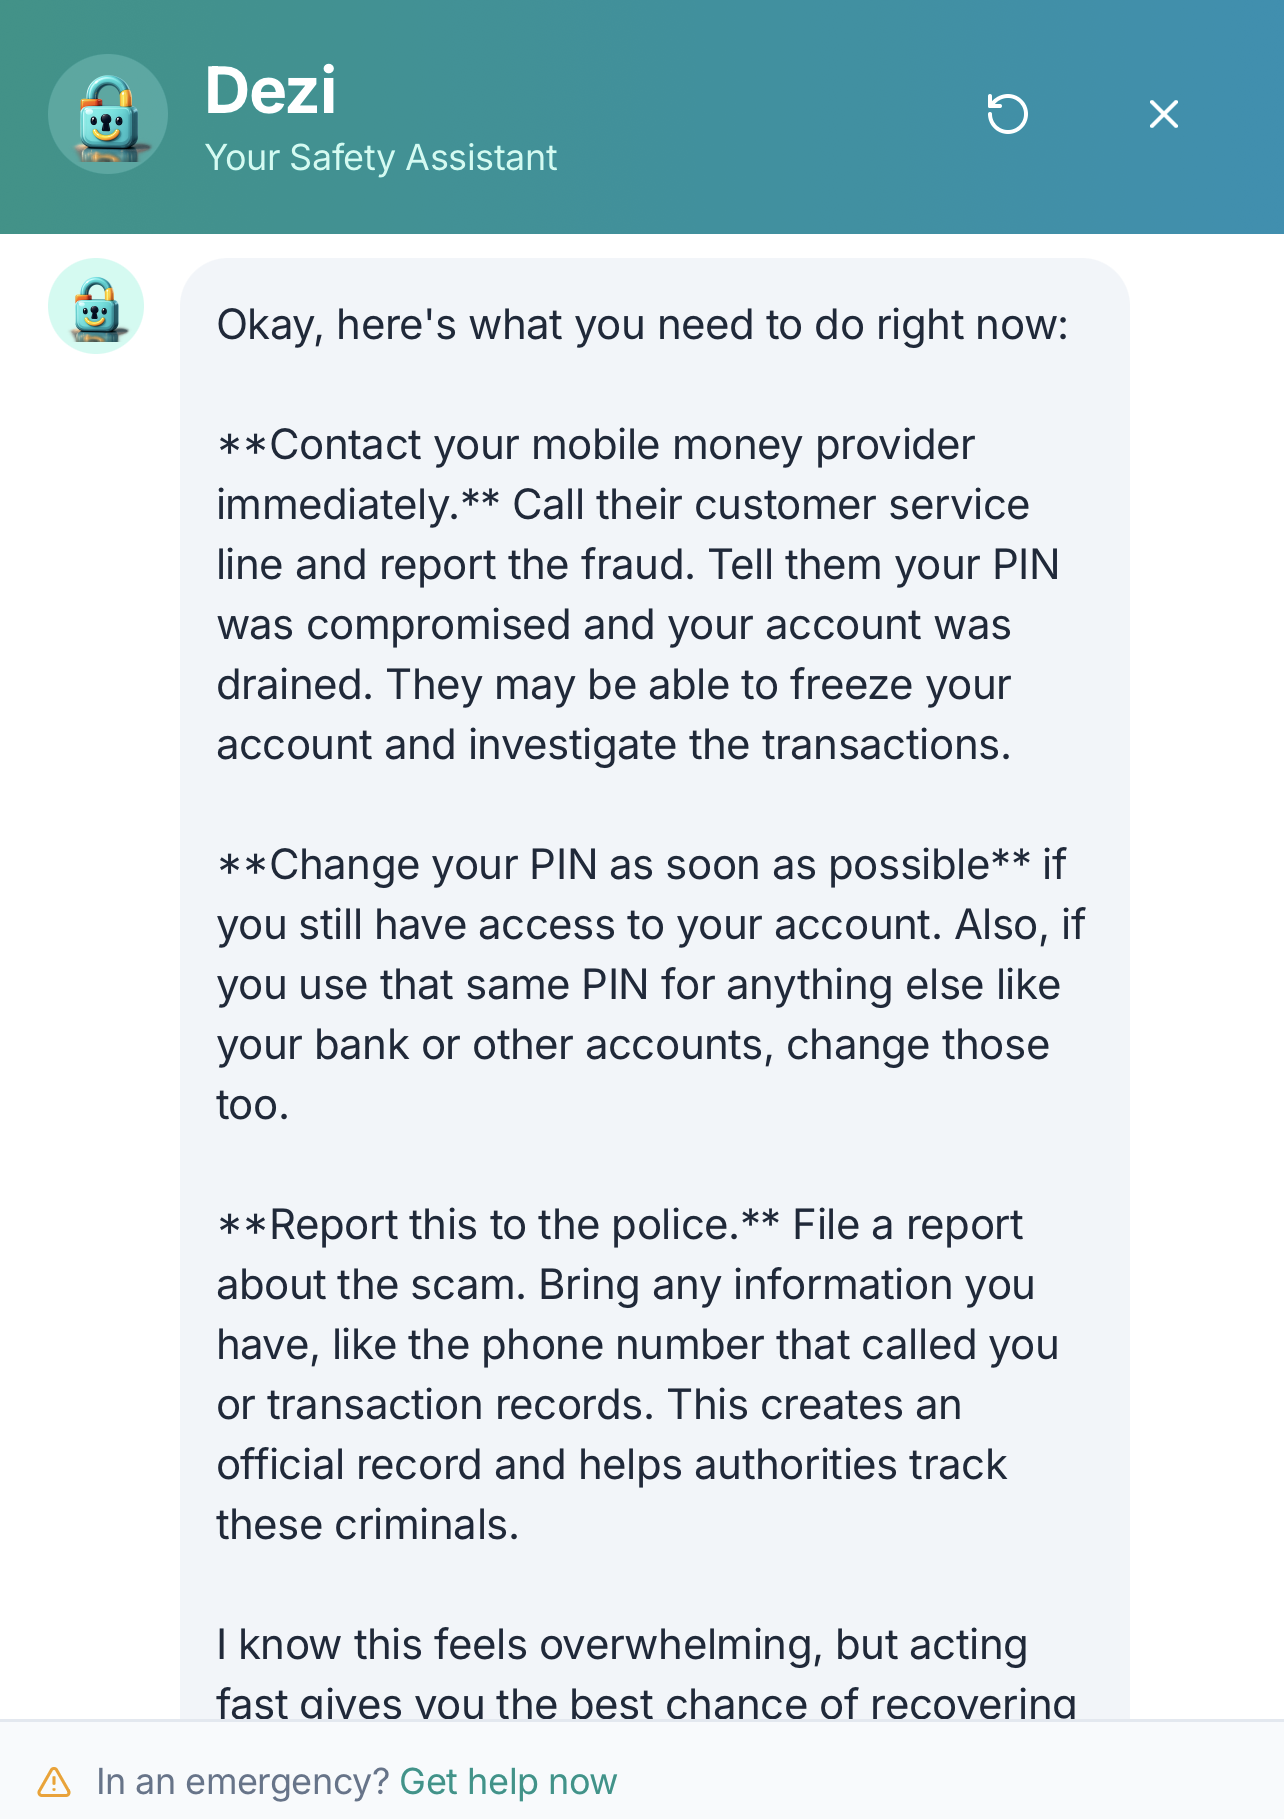 Dezi
Your Safety Assistant
Okay, here's what you need to do right now:
**Contact your mobile money provider
immediately.** Call their customer service
line and report the fraud. Tell them your PIN
was compromised and your account was
drained. They may be able to freeze your
account and investigate the transactions.
**Change your PIN as soon as possible** if
you still have access to your account. Also, if
you use that same PIN for anything else like
your bank or other accounts, change those
too.
**Report this to the police.** File a report
about the scam. Bring any information you
have, like the phone number that called you
or transaction records. This creates an
official record and helps authorities track
these criminals.
I know this feels overwhelming, but acting
fast gives you the best chance of recovering
In an emergency? Get help now